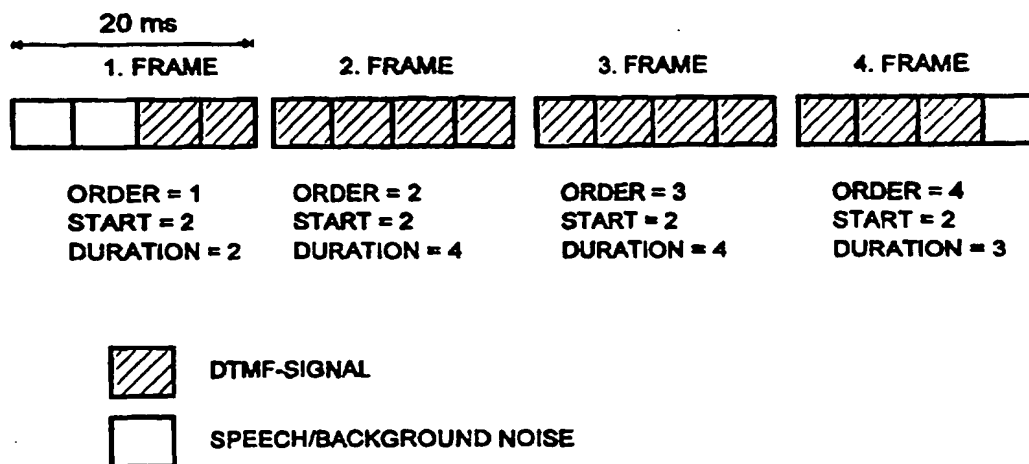 20 ms
1. FRAME
2. FRAME
3. FRAME
4. FRAME
ORDER = 1
START = 2
DURATION = 2
ORDER = 2
START = 2
DURATION = 4
ORDER = 3
START = 2
DURATION = 4
ORDER = 4
START = 2
DURATION = 3
DTMF-SIGNAL
SPEECH/BACKGROUND NOISE